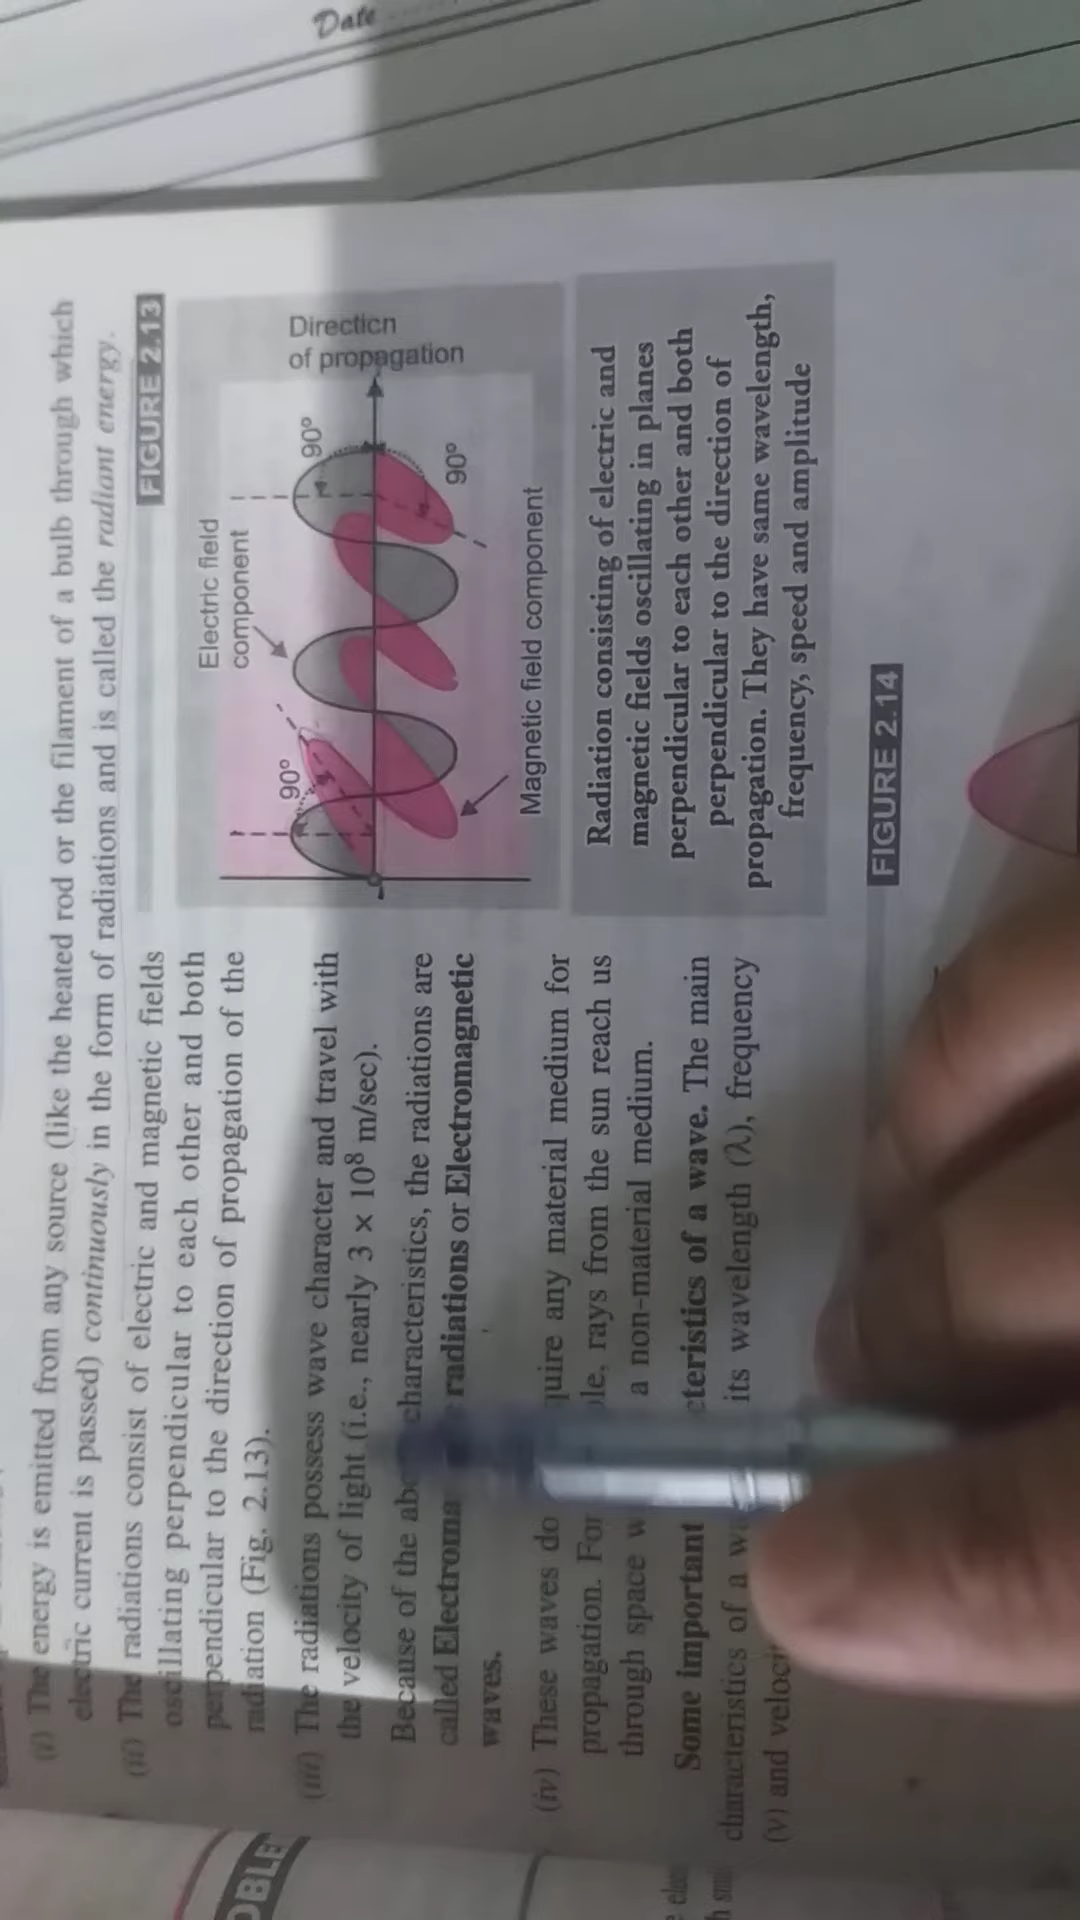 Date
(i) The energy is emitted from any source (like the heated rod or the filament of a bulb through which
electric current is passed) continuously in the form of radiations and is called the radiant energy.
(ii) The radiations consist of electric and magnetic fields
oscillating perpendicular to each other and both
perpendicular to the direction of propagation of the
radiation (Fig. 2.13).
(iii) The radiations possess wave character and travel with
the velocity of light (i.e., nearly 3 × 10⁸ m/sec).
Because of the characteristics, the radiations are
called radiations or Electromagnetic
waves.
(iv) These waves do any material medium for
propagation. For rays from the sun reach us
through space a non-material medium.
Some important cteristics of a wave. The main
characteristics of a its wavelength (λ), frequency
(ν) and
FIGURE 2.13
Electric field
component
90°
90°
90°
Direction
of propagation
Magnetic field component
Radiation consisting of electric and
magnetic fields oscillating in planes
perpendicular to each other and both
perpendicular to the direction of
propagation. They have same wavelength,
frequency, speed and amplitude
FIGURE 2.14